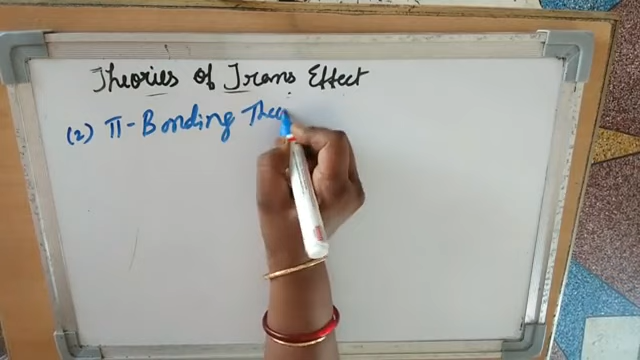 Theories of Trans Effect
(2) π-Bonding Theo